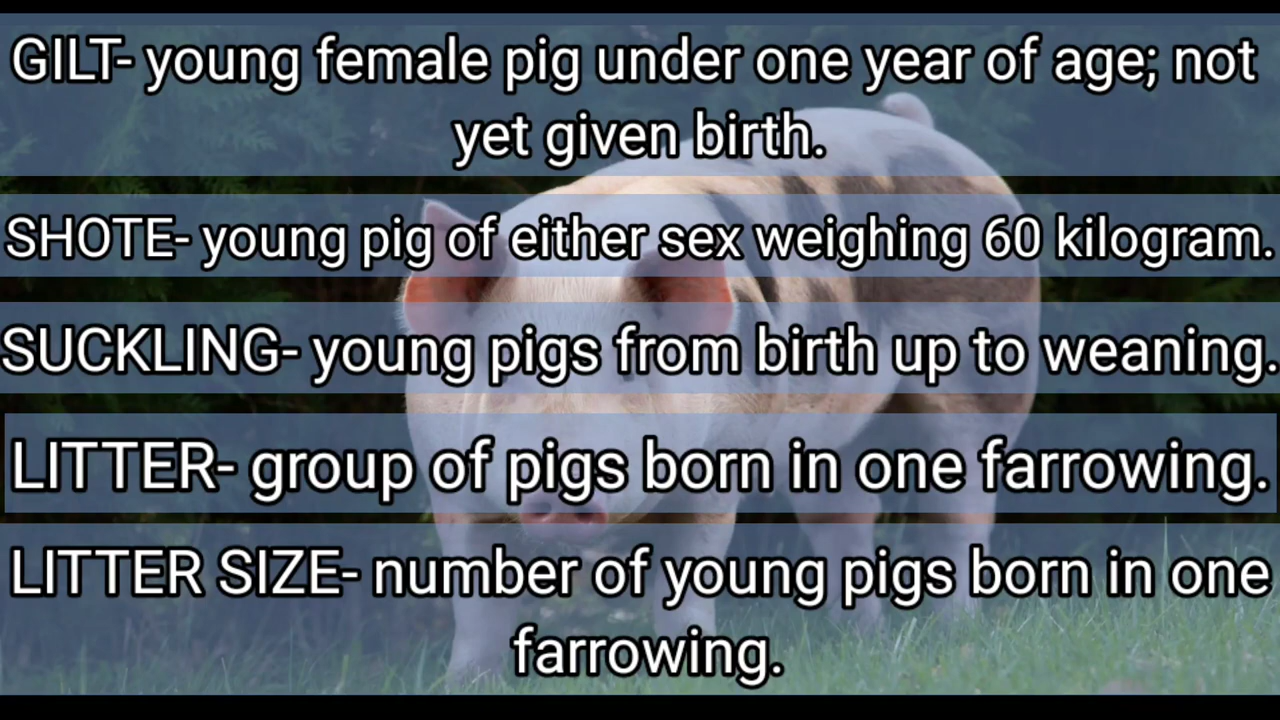 GILT- young female pig under one year of age; not
yet given birth.
SHOTE- young pig of either sex weighing 60 kilogram.
SUCKLING- young pigs from birth up to weaning.
LITTER- group of pigs born in one farrowing.
LITTER SIZE- number of young pigs born in one
farrowing.